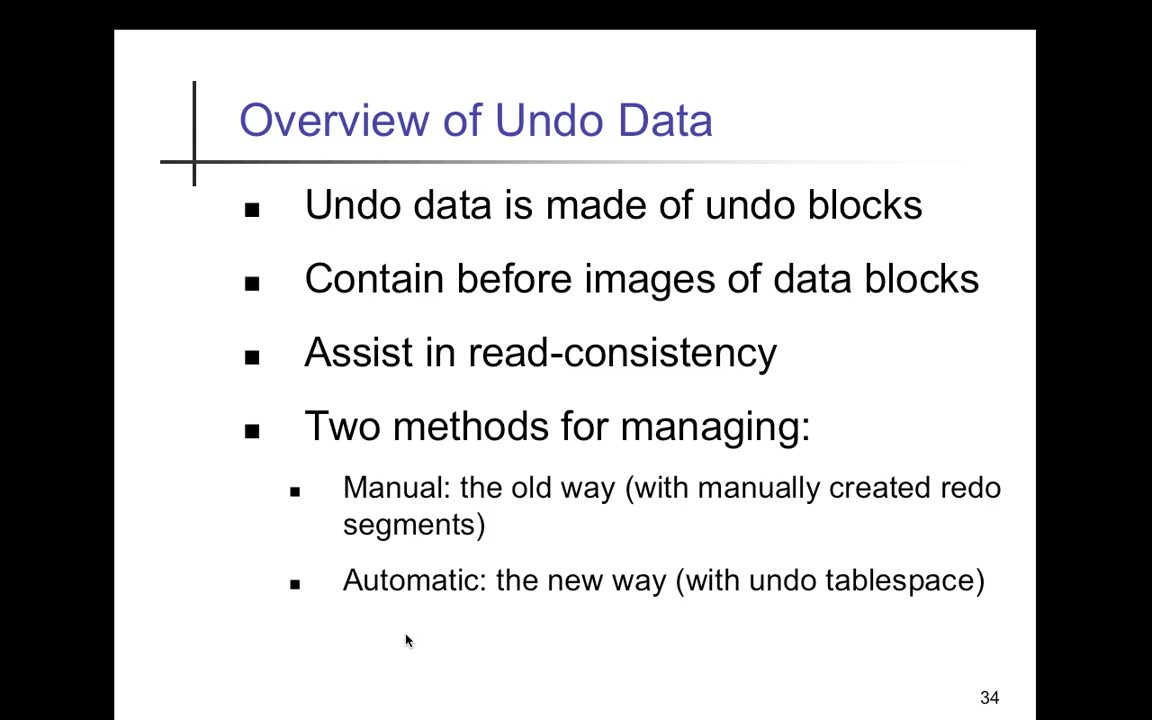 Overview of Undo Data
Undo data is made of undo blocks
Contain before images of data blocks
Assist in read-consistency
Two methods for managing:
Manual: the old way (with manually created redo
segments)
Automatic: the new way (with undo tablespace)
34